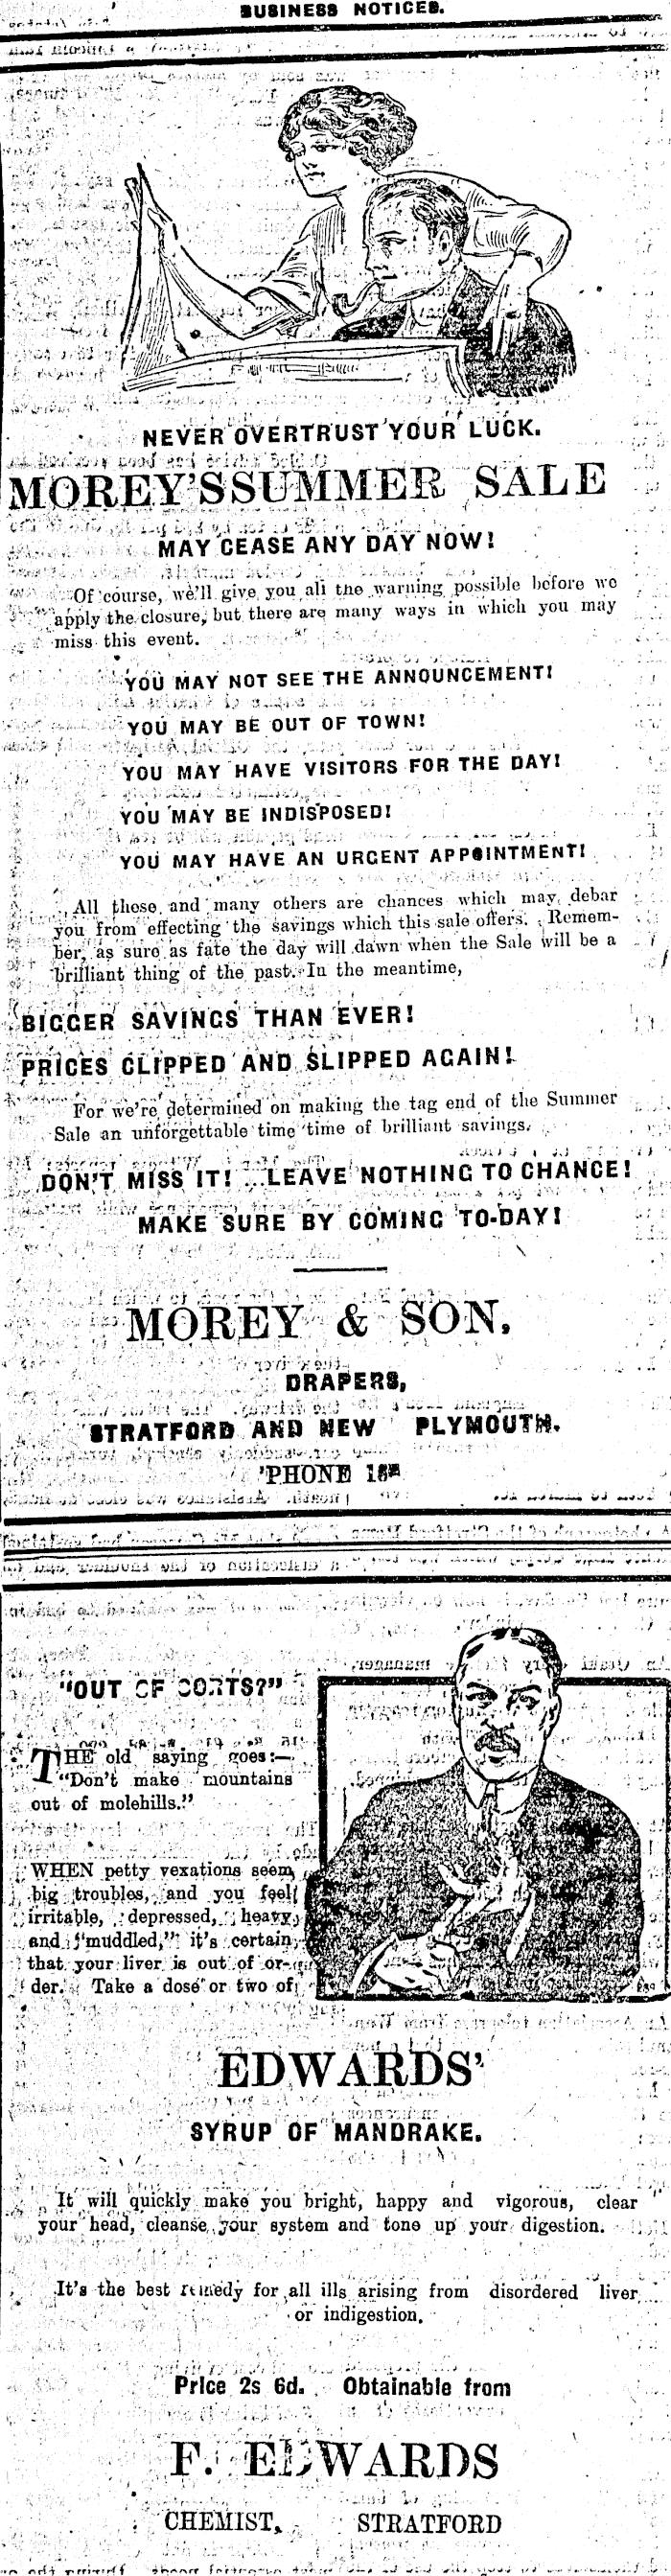 BUSINESS NOTICES.
NEVER OVERTRUST YOUR LUCK.
MOREY'S SUMMER SALE
MAY CEASE ANY DAY NOW!
Of course, we'll give you all the warning possible before we
apply the closure, but there are many ways in which you may
miss this event.
YOU MAY NOT SEE THE ANNOUNCEMENT!
YOU MAY BE OUT OF TOWN!
YOU MAY HAVE VISITORS FOR THE DAY!
YOU MAY BE INDISPOSED!
YOU MAY HAVE AN URGENT APPOINTMENT!
All these and many others are chances which may debar
you from effecting the savings which this sale offers. Remem-
ber, as sure as fate the day will dawn when the Sale will be a
brilliant thing of the past. In the meantime,
BIGGER SAVINGS THAN EVER!
PRICES CLIPPED AND SLIPPED AGAIN!
For we're determined on making the tag end of the Summer
Sale an unforgettable time time of brilliant savings.
DON'T MISS IT! ...LEAVE NOTHING TO CHANCE!
MAKE SURE BY COMING TO-DAY!
MOREY & SON,
DRAPERS,
STRATFORD AND NEW PLYMOUTH.
'PHONE
"OUT OF SORTS?"
THE old saying goes:—
"Don't make mountains
out of molehills."
WHEN petty vexations seem
big troubles, and you feel
irritable, depressed, heavy
and "muddled," it's certain
that your liver is out of or-
der. Take a dose or two of
EDWARDS'
SYRUP OF MANDRAKE.
It will quickly make you bright, happy and vigorous, clear
your head, cleanse your system and tone up your digestion.
It's the best remedy for all ills arising from disordered liver
or indigestion.
Price 2s 6d. Obtainable from
F. EDWARDS
CHEMIST, STRATFORD